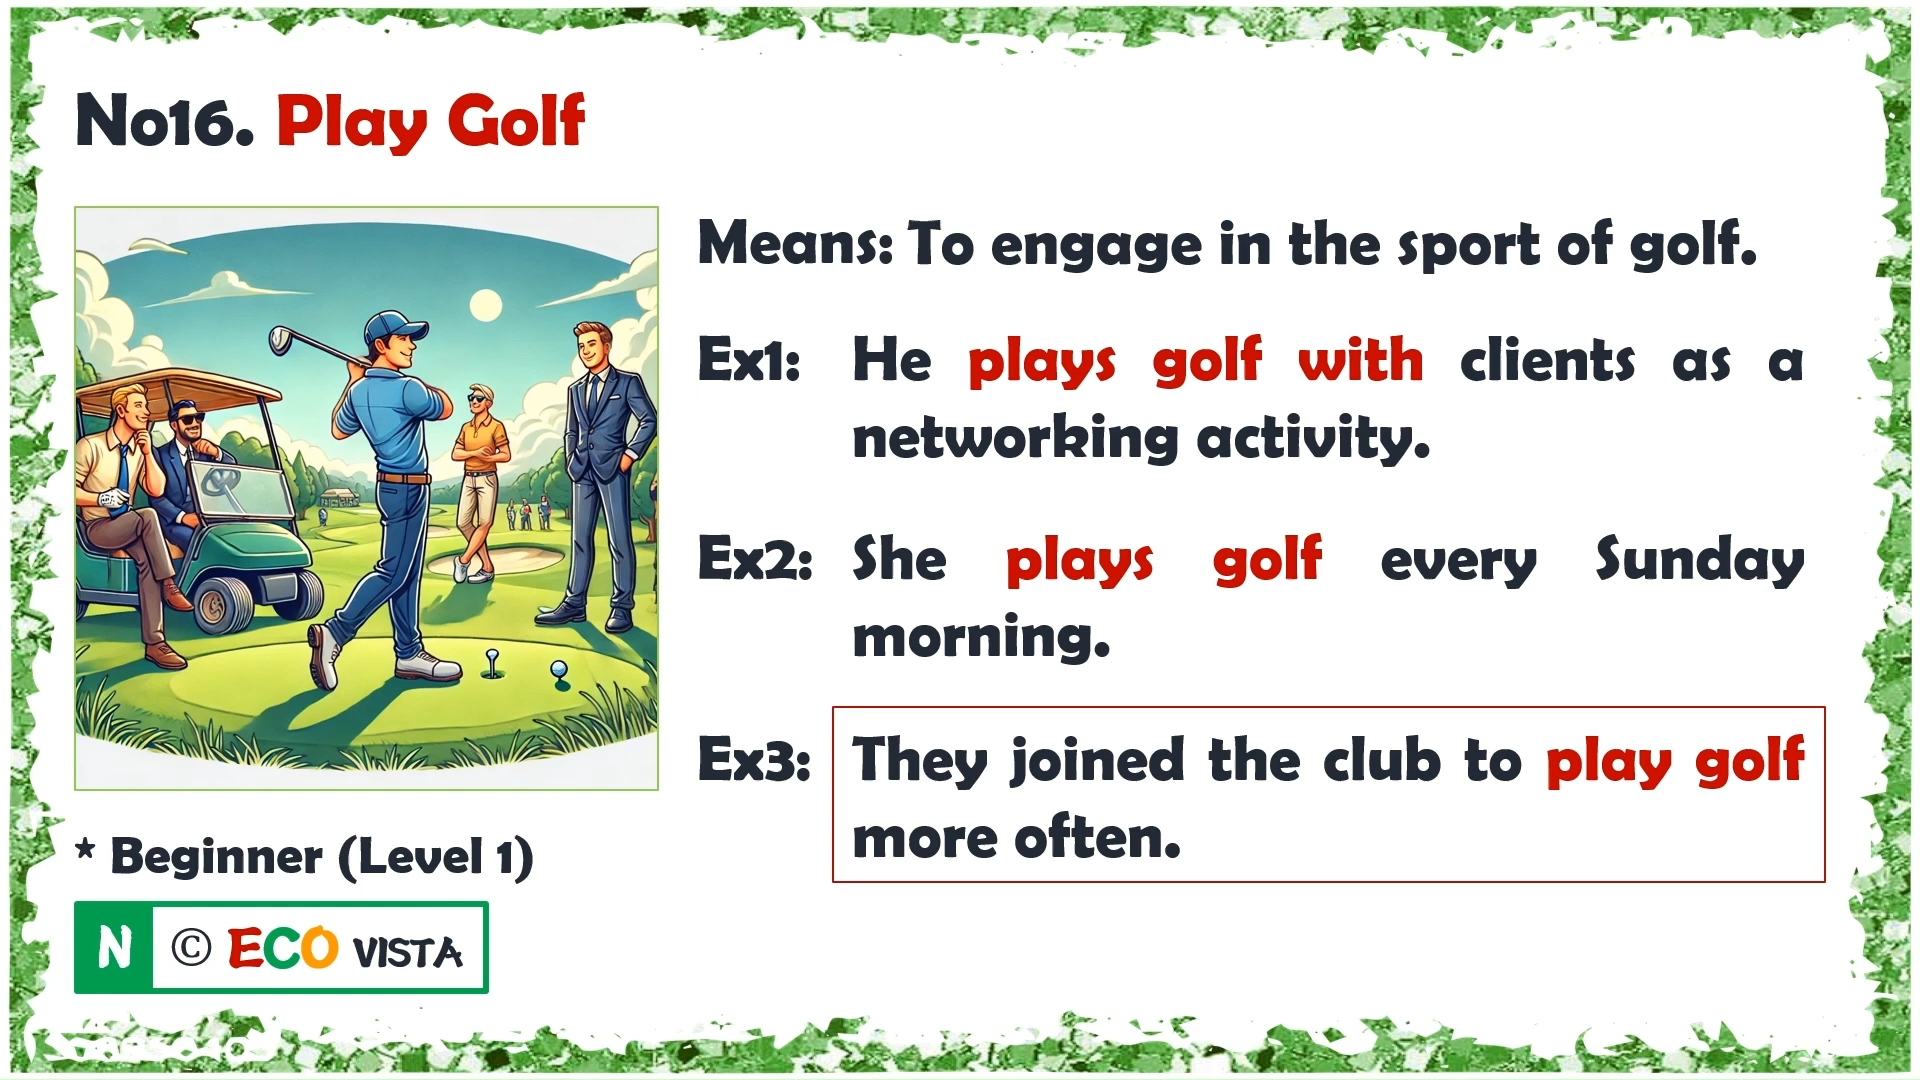 No16. Play Golf
Means: To engage in the sport of golf.
Ex1: He plays golf with clients as a
networking activity.
Ex2: She plays golf every Sunday
morning.
Ex3: They joined the club to play golf
more often.
* Beginner (Level 1)
N © ECO VISTA